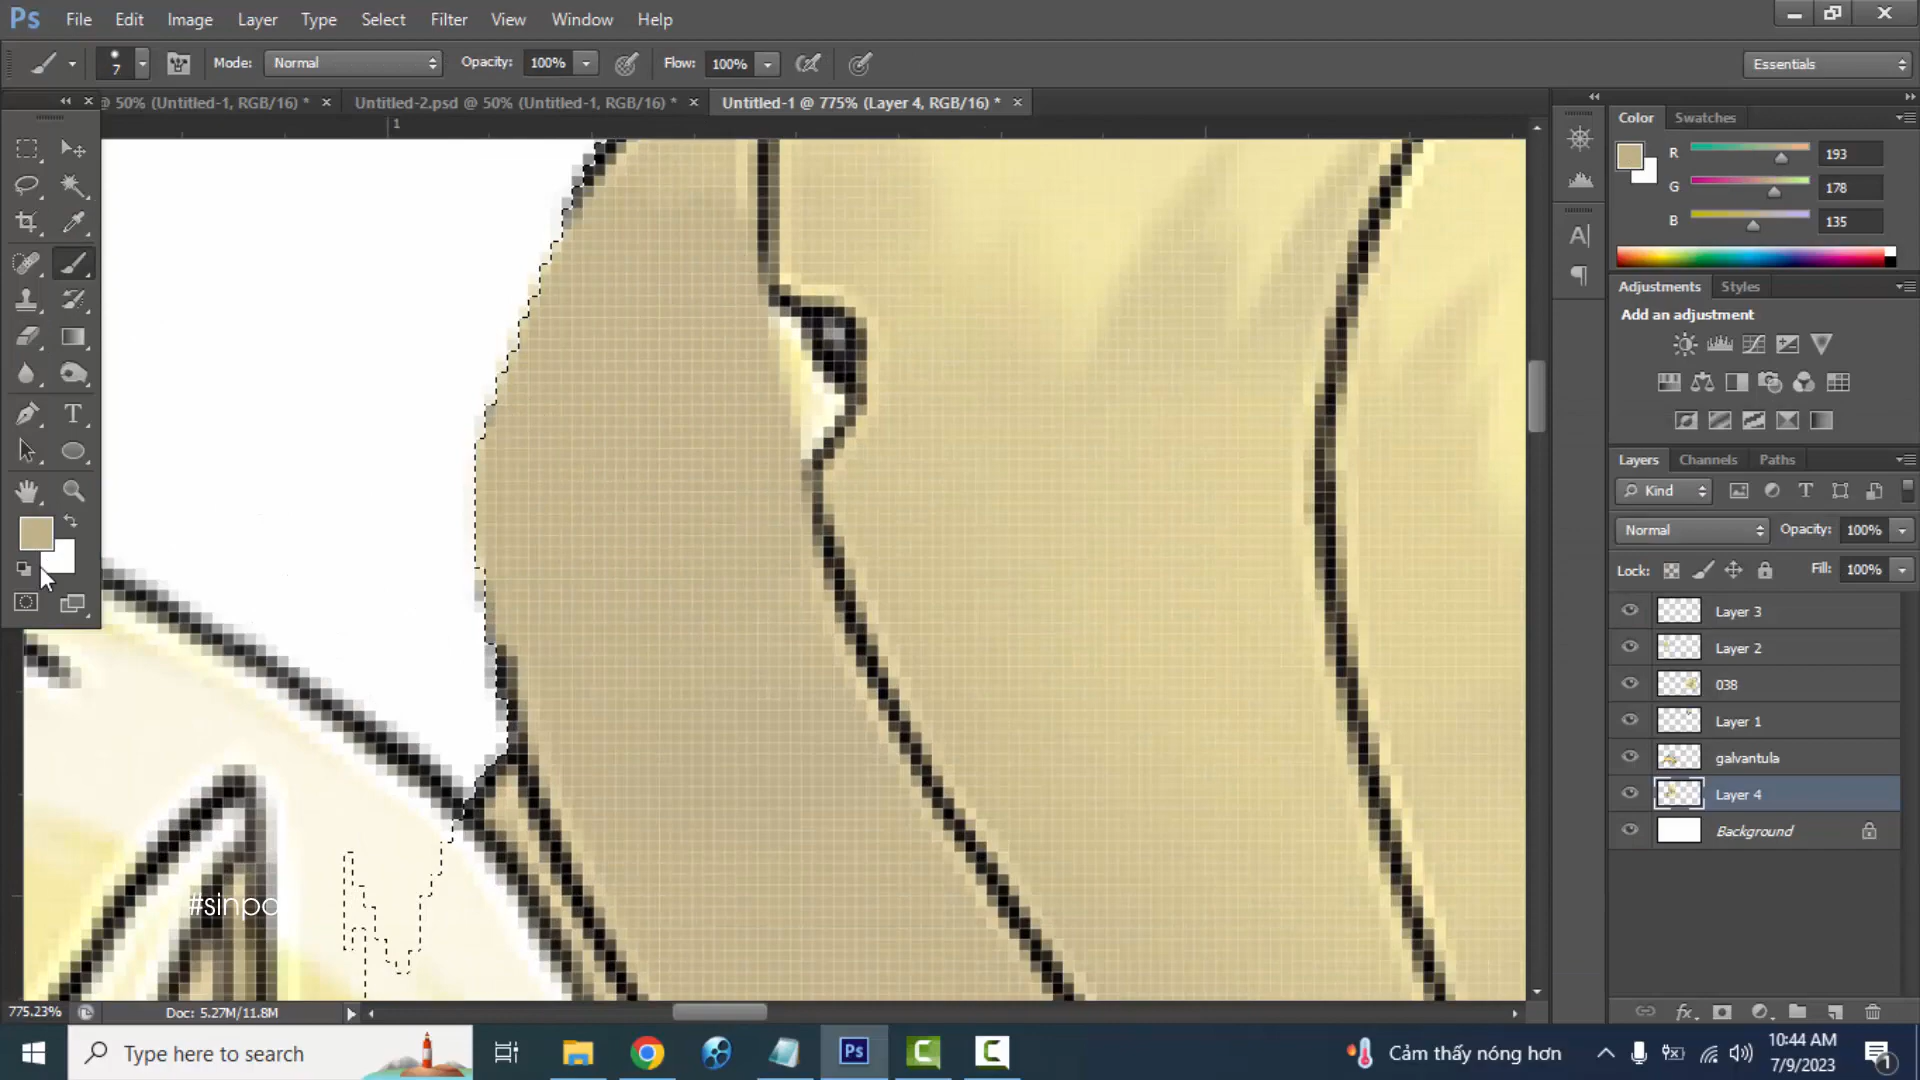 Ps File Edit Image Layer Type Select Filter View Window Help
7 Mode: Normal Opacity: 100% Flow: 100% Essentials
@ 50% (Untitled-1, RGB/16) * Untitled-2.psd @ 50% (Untitled-1, RGB/16) * Untitled-1 @ 775% (Layer 4, RGB/16) *
1
Color Swatches
R 193
G 178
B 135
Adjustments Styles
Add an adjustment
Layers Channels Paths
Kind
Normal Opacity: 100%
Lock: Fill: 100%
Layer 3
Layer 2
038
Layer 1
galvantula
Layer 4
Background
775.23% Doc: 5.27M/11.8M
Type here to search
Cảm thấy nóng hơn
10:44 AM
7/9/2023
1